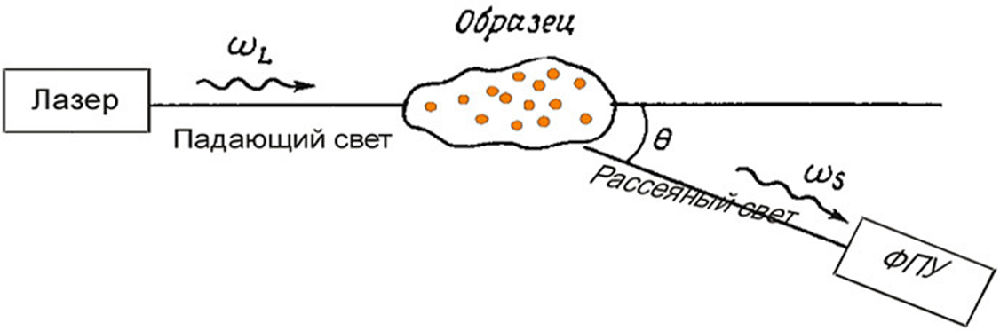 Образец
ωL
Лазер
Падающий свет
θ
ωS
Рассеяный свет
ФПУ